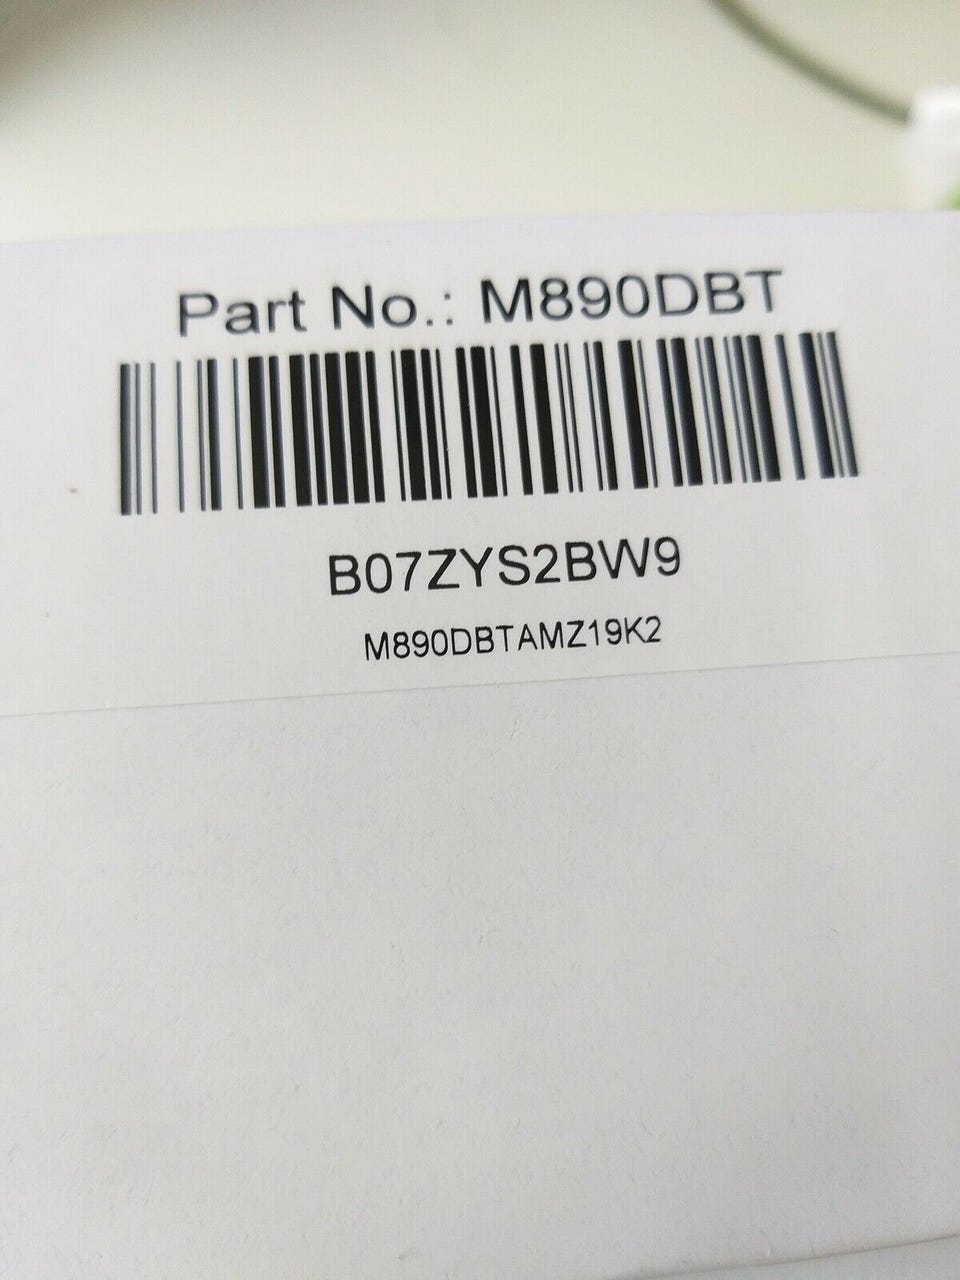 Part No.: M890DBT
B07ZYS2BW9
M890DBTAMZ19K2